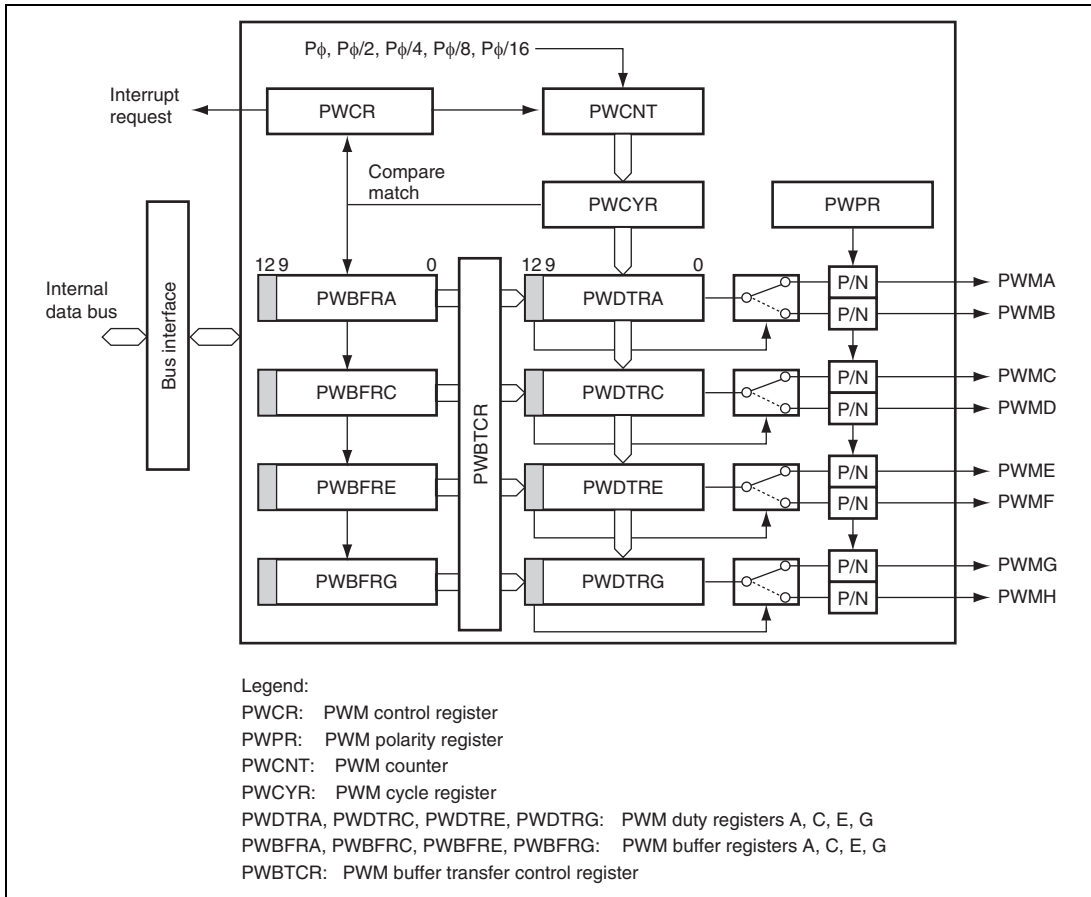 Pϕ, Pϕ/2, Pϕ/4, Pϕ/8, Pϕ/16
Interrupt
request
PWCR
PWCNT
Compare
match
PWCYR
PWPR
Internal
data bus
Bus interface
12 9 0
PWBFRA
PWBTCR
12 9 0
PWDTRA
P/N
PWMA
P/N
PWMB
PWBFRC
PWDTRC
P/N
PWMC
P/N
PWMD
PWBFRE
PWDTRE
P/N
PWME
P/N
PWMF
PWBFRG
PWDTRG
P/N
PWMG
P/N
PWMH
Legend:
PWCR: PWM control register
PWPR: PWM polarity register
PWCNT: PWM counter
PWCYR: PWM cycle register
PWDTRA, PWDTRC, PWDTRE, PWDTRG: PWM duty registers A, C, E, G
PWBFRA, PWBFRC, PWBFRE, PWBFRG: PWM buffer registers A, C, E, G
PWBTCR: PWM buffer transfer control register